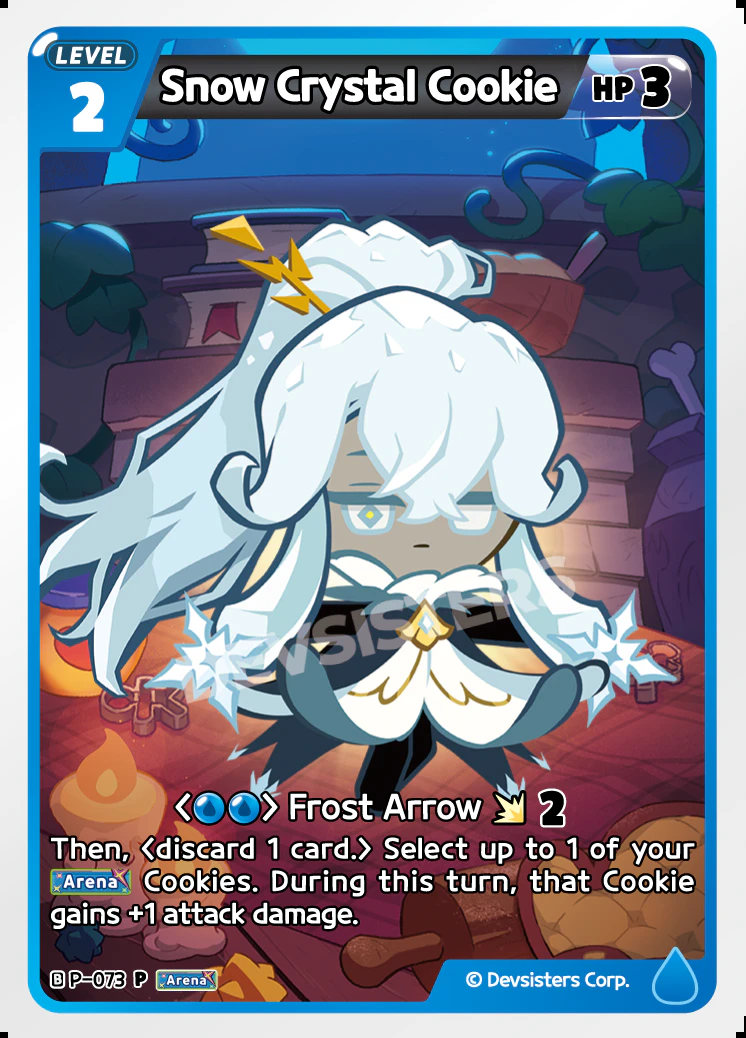 LEVEL
2
Snow Crystal Cookie
HP 3
DEVSISTERS
< > Frost Arrow 2
Then, <discard 1 card.> Select up to 1 of your
Arena Cookies. During this turn, that Cookie
gains +1 attack damage.
B P-073 P Arena
© Devsisters Corp.